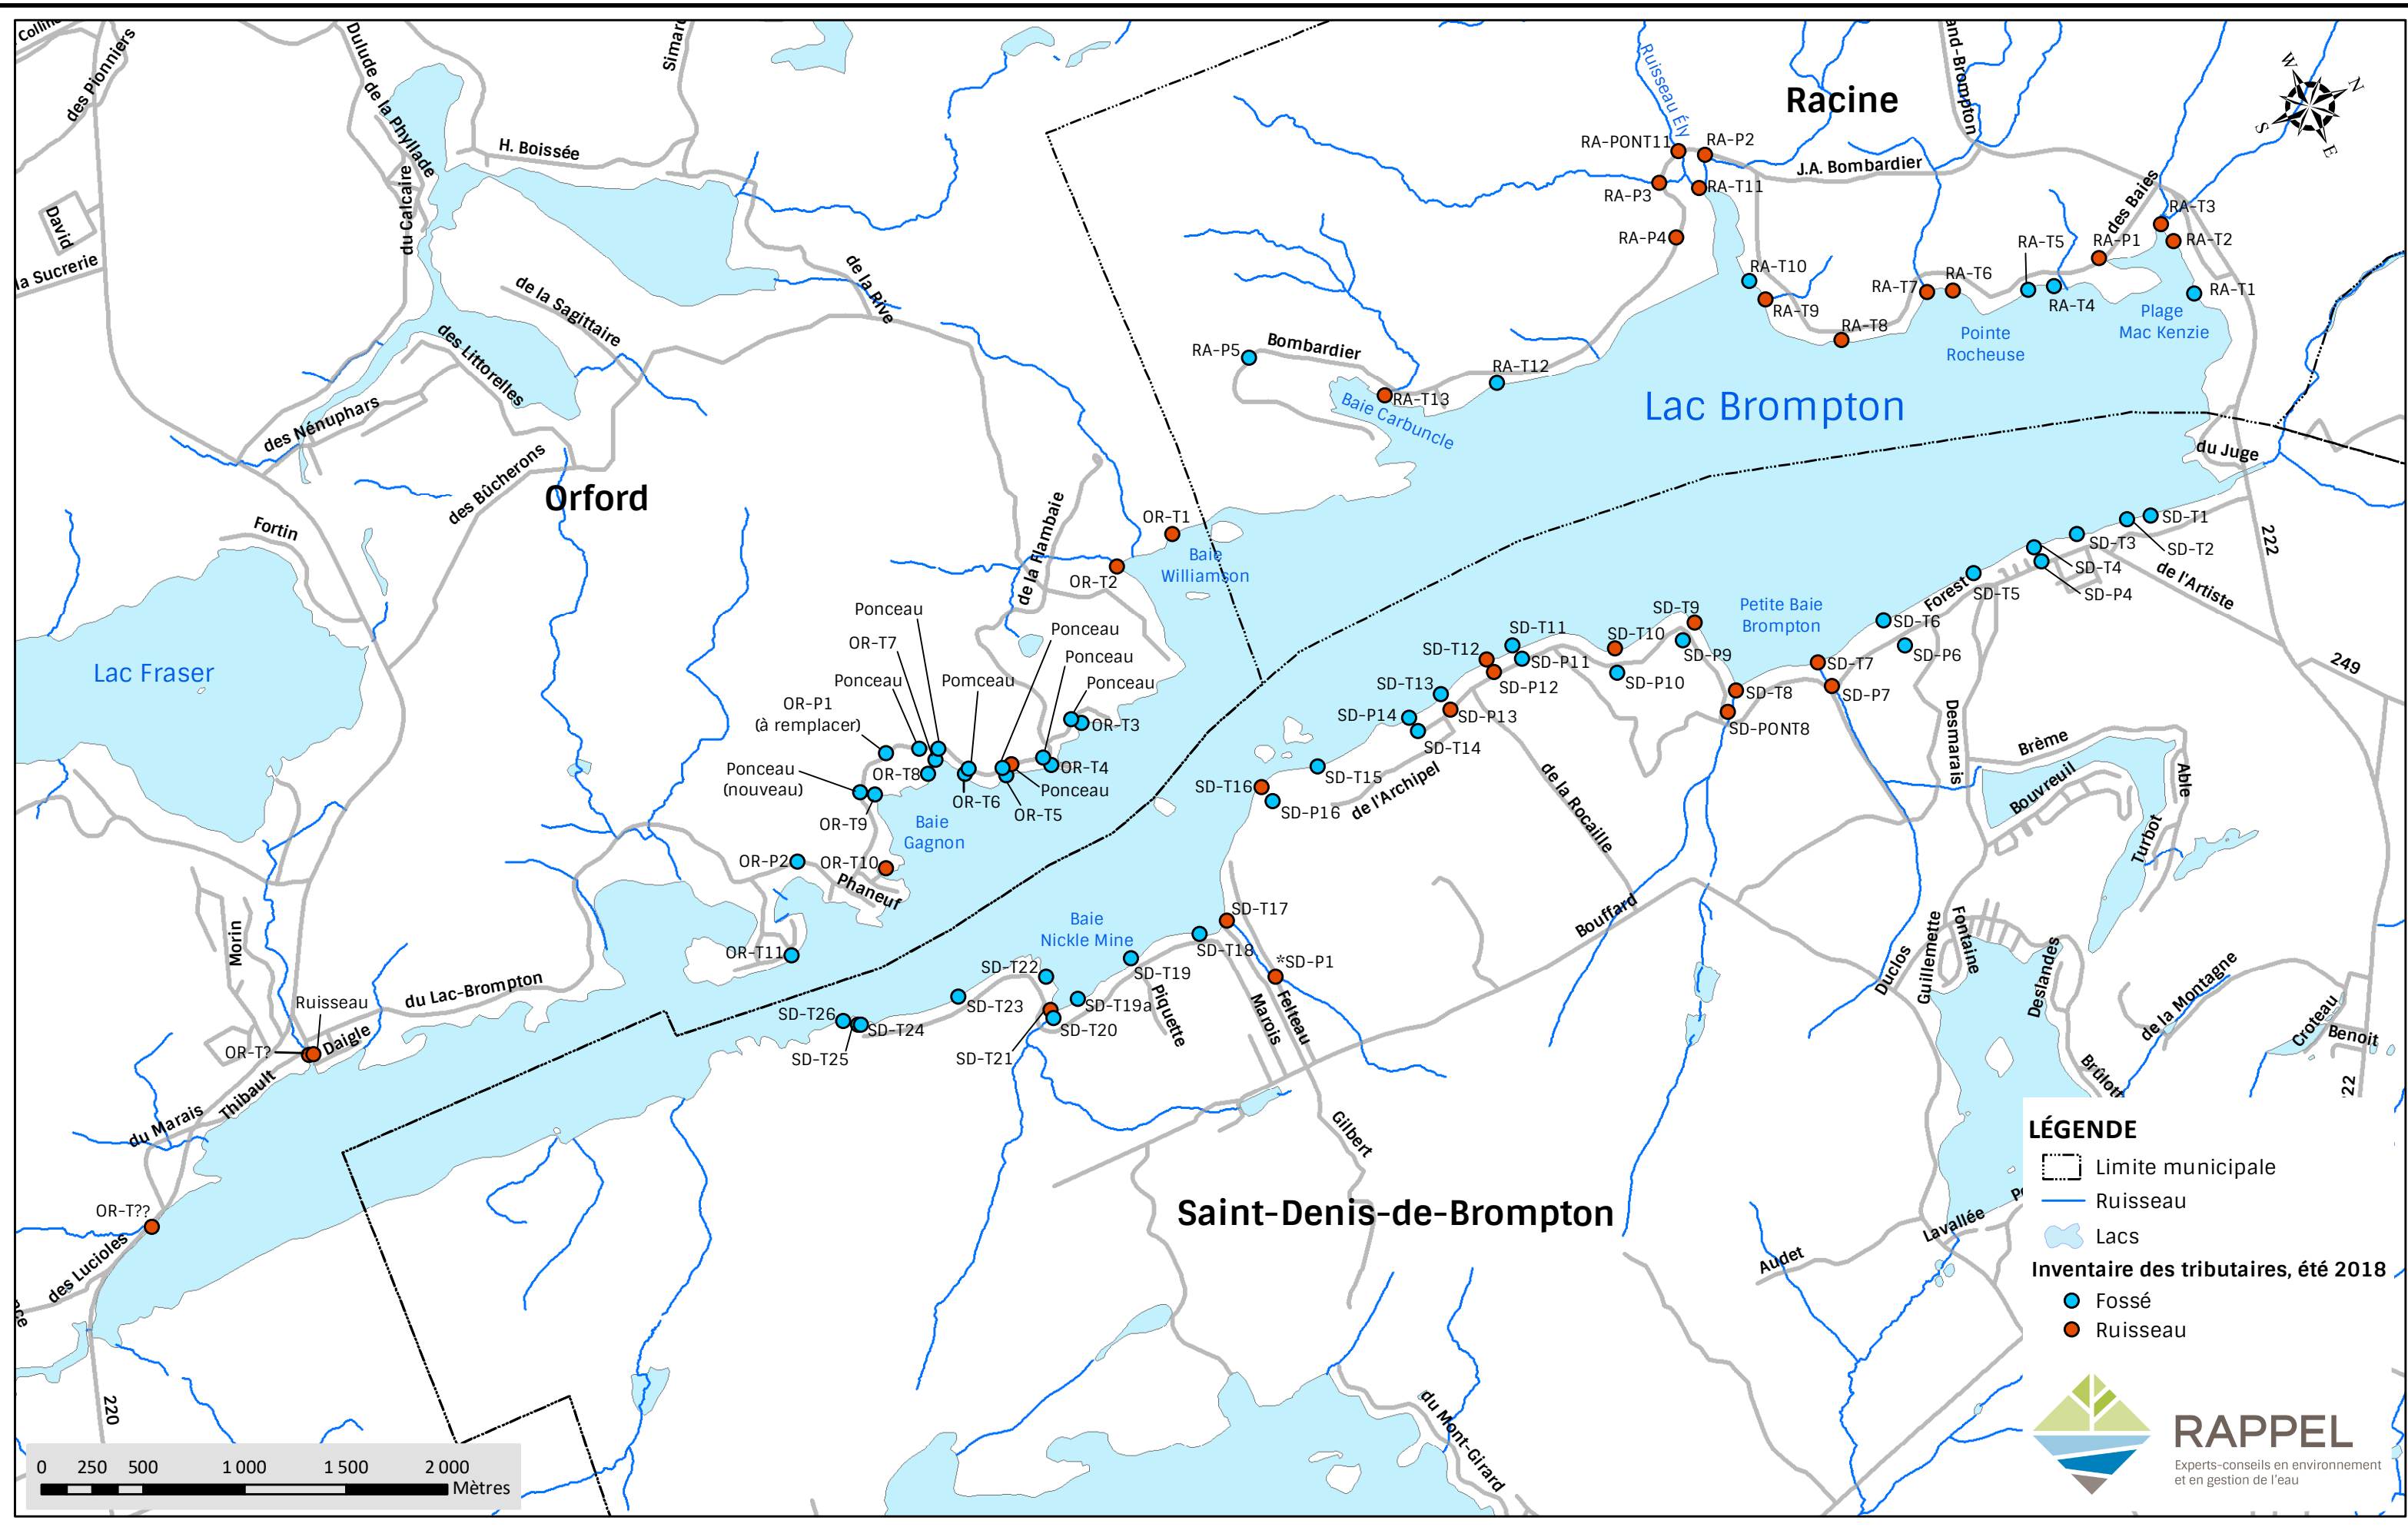 Collins
des Pionniers
Dulude
de la Phyllade
Simard
H. Boissée
du Calcaire
David
la Sucrerie
de la Sagittaire
de la Rive
des Littorelles
des Nénuphars
des Bûcherons
Orford
Fortin
Lac Fraser
Ruisseau Ély
Racine
and-Brompton
W
N
S
E
RA-PONT11
RA-P2
J.A. Bombardier
RA-P3
RA-T11
RA-P4
des Baies
RA-T3
RA-T2
RA-P1
RA-T5
RA-T10
RA-T7
RA-T6
RA-T4
RA-T1
RA-T9
RA-T8
Pointe
Rocheuse
Plage
Mac Kenzie
RA-P5
Bombardier
RA-T12
RA-T13
Baie Carbuncle
Lac Brompton
du Juge
222
OR-T1
Baie
Williamson
OR-T2
de la Flambaie
SD-T1
SD-T2
SD-T3
SD-T4
SD-P4
de l'Artiste
Forest
SD-T5
SD-T6
SD-P6
249
Petite Baie
Brompton
SD-T9
SD-T10
SD-P9
SD-P10
SD-T7
SD-P7
SD-T8
SD-PONT8
SD-T11
SD-P11
SD-T12
SD-P12
SD-T13
SD-P13
SD-P14
SD-T14
SD-T15
SD-T16
SD-P16
de l'Archipel
de la Rocaille
Desmarais
Brème
Bouvreuil
Able
Turbot
Ponceau
OR-T7
Ponceau
Pomceau
Ponceau
Ponceau
Ponceau
OR-P1
(à remplacer)
OR-T3
OR-T4
Ponceau
OR-T5
OR-T6
OR-T8
Ponceau
(nouveau)
OR-T9
Baie
Gagnon
OR-P2
OR-T10
Phaneuf
OR-T11
Baie
Nickle Mine
SD-T17
SD-T18
*SD-P1
SD-T19
SD-T19a
SD-T20
SD-T21
SD-T22
SD-T23
SD-T24
SD-T25
SD-T26
Piquette
Marois
Felteau
Gilbert
Bouffard
Duclos
Guillemette
Fontaine
Deslandes
de la Montagne
Croteau
Benoit
22
Brûlott
Morin
Ruisseau
du Lac-Brompton
OR-T?
Daigle
Thibault
du Marais
OR-T??
des Lucioles
nce
220
Saint-Denis-de-Brompton
Audet
Lavallée
Po
du Mont-Girard
LÉGENDE
Limite municipale
Ruisseau
Lacs
Inventaire des tributaires, été 2018
Fossé
Ruisseau
0 250 500 1 000 1 500 2 000
Mètres
RAPPEL
Experts-conseils en environnement
et en gestion de l'eau